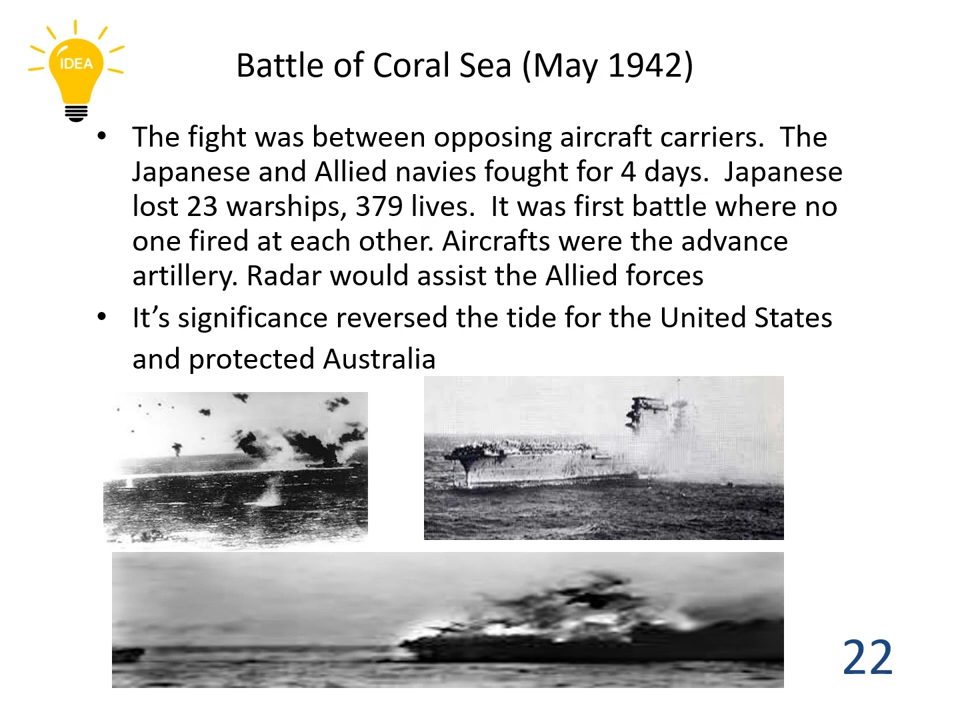 IDEA
Battle of Coral Sea (May 1942)
• The fight was between opposing aircraft carriers.  The
Japanese and Allied navies fought for 4 days.  Japanese
lost 23 warships, 379 lives.  It was first battle where no
one fired at each other. Aircrafts were the advance
artillery. Radar would assist the Allied forces
• It’s significance reversed the tide for the United States
and protected Australia
22